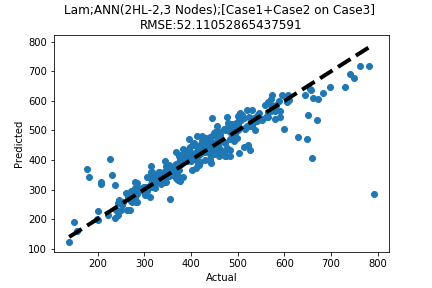 Lam;ANN(2HL-2,3 Nodes);[Case1+Case2 on Case3]
RMSE:52.11052865437591
800
700
600
500
400
300
200
100
Predicted
200 300 400 500 600 700 800
Actual